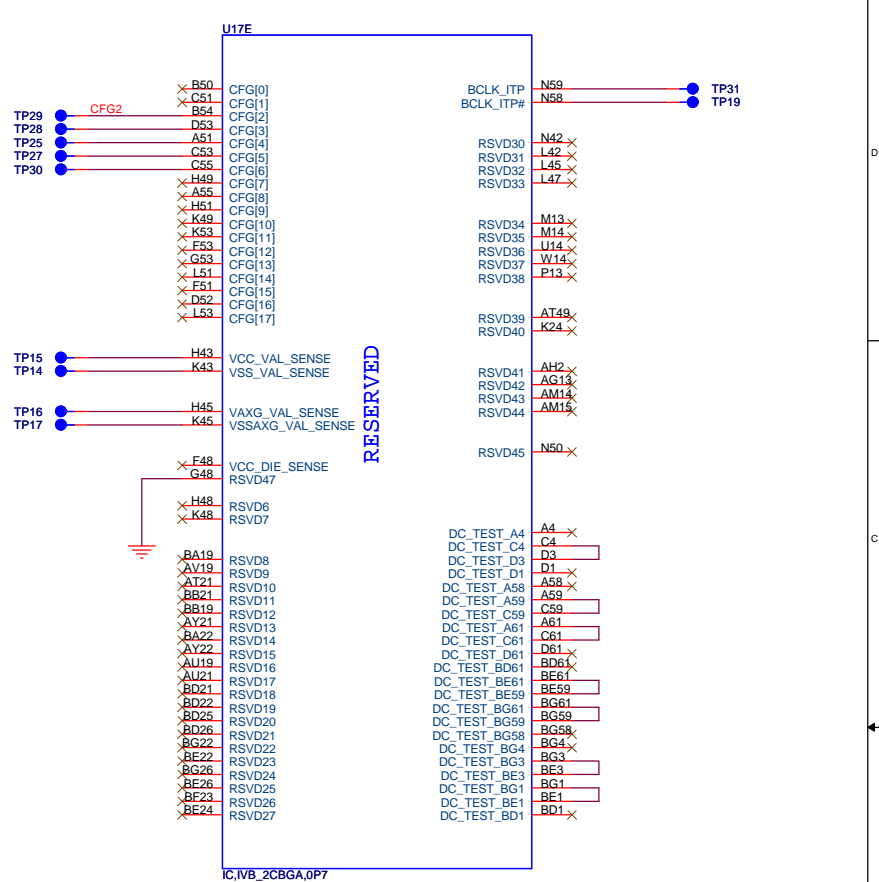 U17E
B50 CFG[0] BCLK_ITP N59 TP31
C51 CFG[1] BCLK_ITP# N58 TP19
TP29 CFG2 B54 CFG[2]
TP28 D53 CFG[3]
TP25 A51 CFG[4] RSVD30 N42
TP27 C53 CFG[5] RSVD31 L42
TP30 C55 CFG[6] RSVD32 L45
H49 CFG[7] RSVD33 L47
A55 CFG[8]
H51 CFG[9]
K49 CFG[10] RSVD34 M13
K53 CFG[11] RSVD35 M14
F53 CFG[12] RSVD36 U14
G53 CFG[13] RSVD37 W14
L51 CFG[14] RSVD38 P13
F51 CFG[15]
D52 CFG[16]
L53 CFG[17] RSVD39 AT49
RSVD40 K24
TP15 H43 VCC_VAL_SENSE
TP14 K43 VSS_VAL_SENSE RSVD41 AH2
RSVD42 AG13
RSVD43 AM14
TP16 H45 VAXG_VAL_SENSE RSVD44 AM15
TP17 K45 VSSAXG_VAL_SENSE
RESERVED
RSVD45 N50
F48 VCC_DIE_SENSE
G48 RSVD47
H48 RSVD6
K48 RSVD7
DC_TEST_A4 A4
DC_TEST_C4 C4
BA19 RSVD8 DC_TEST_D3 D3
AV19 RSVD9 DC_TEST_D1 D1
AT21 RSVD10 DC_TEST_A58 A58
BB21 RSVD11 DC_TEST_A59 A59
BB19 RSVD12 DC_TEST_C59 C59
AY21 RSVD13 DC_TEST_A61 A61
BA22 RSVD14 DC_TEST_C61 C61
AY22 RSVD15 DC_TEST_D61 D61
AU19 RSVD16 DC_TEST_BD61 BD61
AU21 RSVD17 DC_TEST_BE61 BE61
BD21 RSVD18 DC_TEST_BE59 BE59
BD22 RSVD19 DC_TEST_BG61 BG61
BD25 RSVD20 DC_TEST_BG59 BG59
BD26 RSVD21 DC_TEST_BG58 BG58
BG22 RSVD22 DC_TEST_BG4 BG4
BE22 RSVD23 DC_TEST_BG3 BG3
BG26 RSVD24 DC_TEST_BE3 BE3
BE26 RSVD25 DC_TEST_BG1 BG1
BF23 RSVD26 DC_TEST_BE1 BE1
BE24 RSVD27 DC_TEST_BD1 BD1
IC,IVB_2CBGA,0P7
D
C